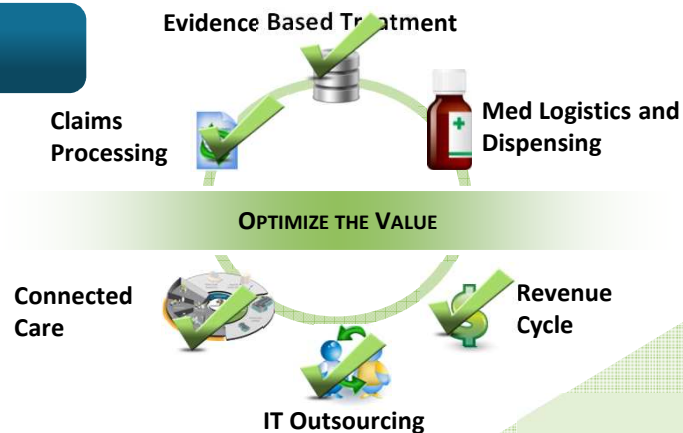 Evidence Based Treatment
Claims
Processing
Med Logistics and
Dispensing
OPTIMIZE THE VALUE
Connected
Care
Revenue
Cycle
IT Outsourcing